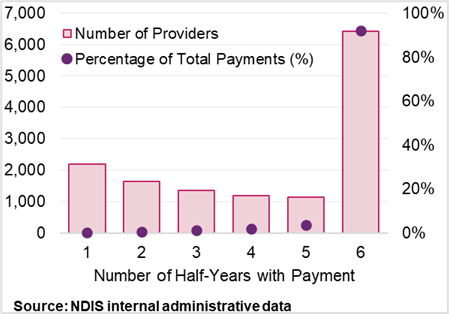 7,000
6,000
5,000
4,000
3,000
2,000
1,000
0
Number of Providers
Percentage of Total Payments (%)
100%
80%
60%
40%
20%
0%
1 2 3 4 5 6
Number of Half-Years with Payment
Source: NDIS internal administrative data